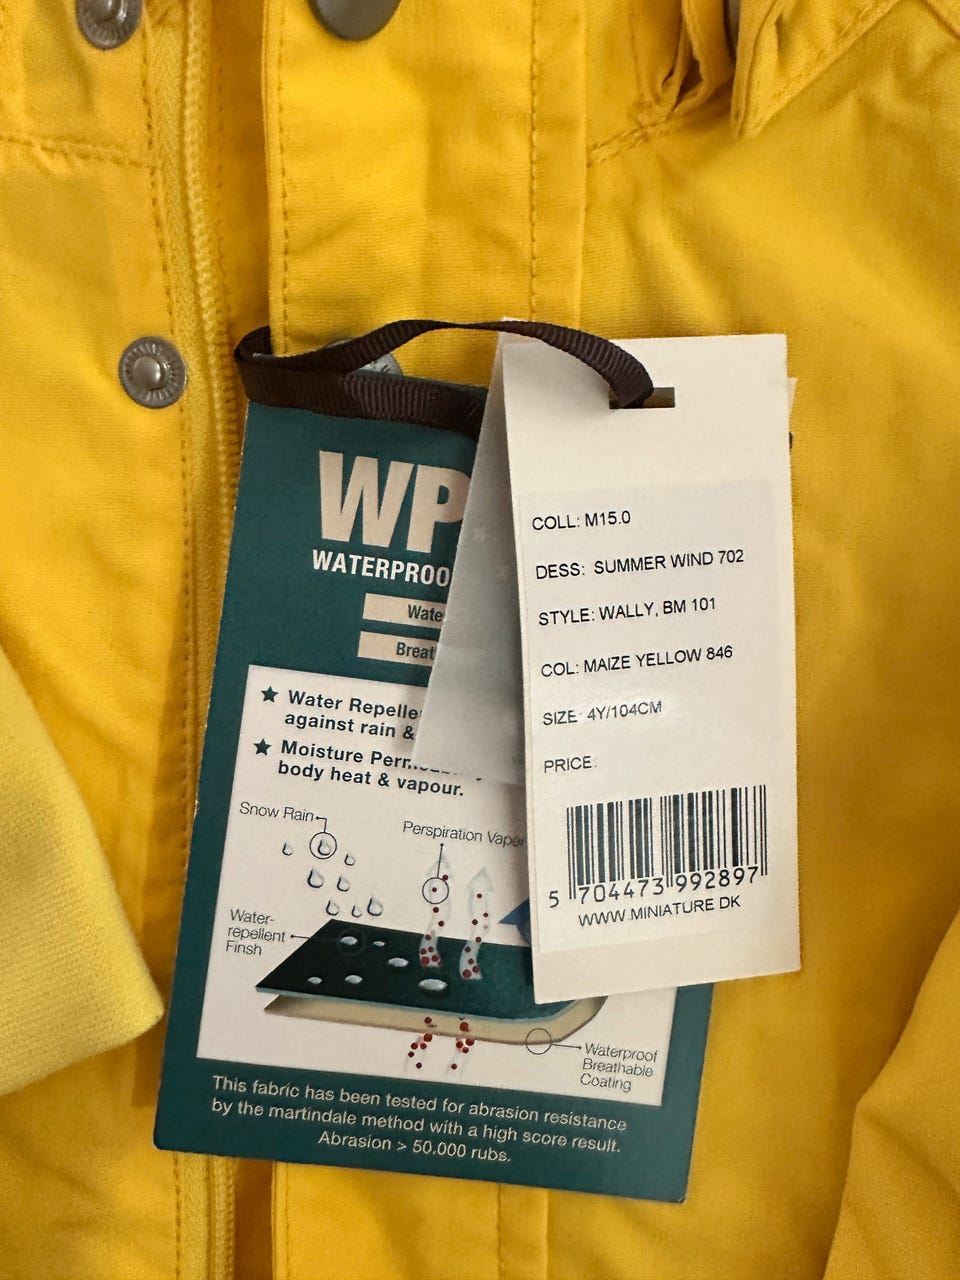 WP
WATERPROO
Wate
Breat
Water Repelle
against rain &
Moisture Perm
body heat & vapour.
Snow Rain
Perspiration Vaper
Water-
repellent
Finsh
Waterproof
Breathable
Coating
This fabric has been tested for abrasion resistance
by the martindale method with a high score result.
Abrasion > 50.000 rubs.
COLL: M15.0
DESS: SUMMER WIND 702
STYLE: WALLY, BM 101
COL: MAIZE YELLOW 846
SIZE: 4Y/104CM
PRICE:
5 704473 992897
WWW.MINIATURE.DK